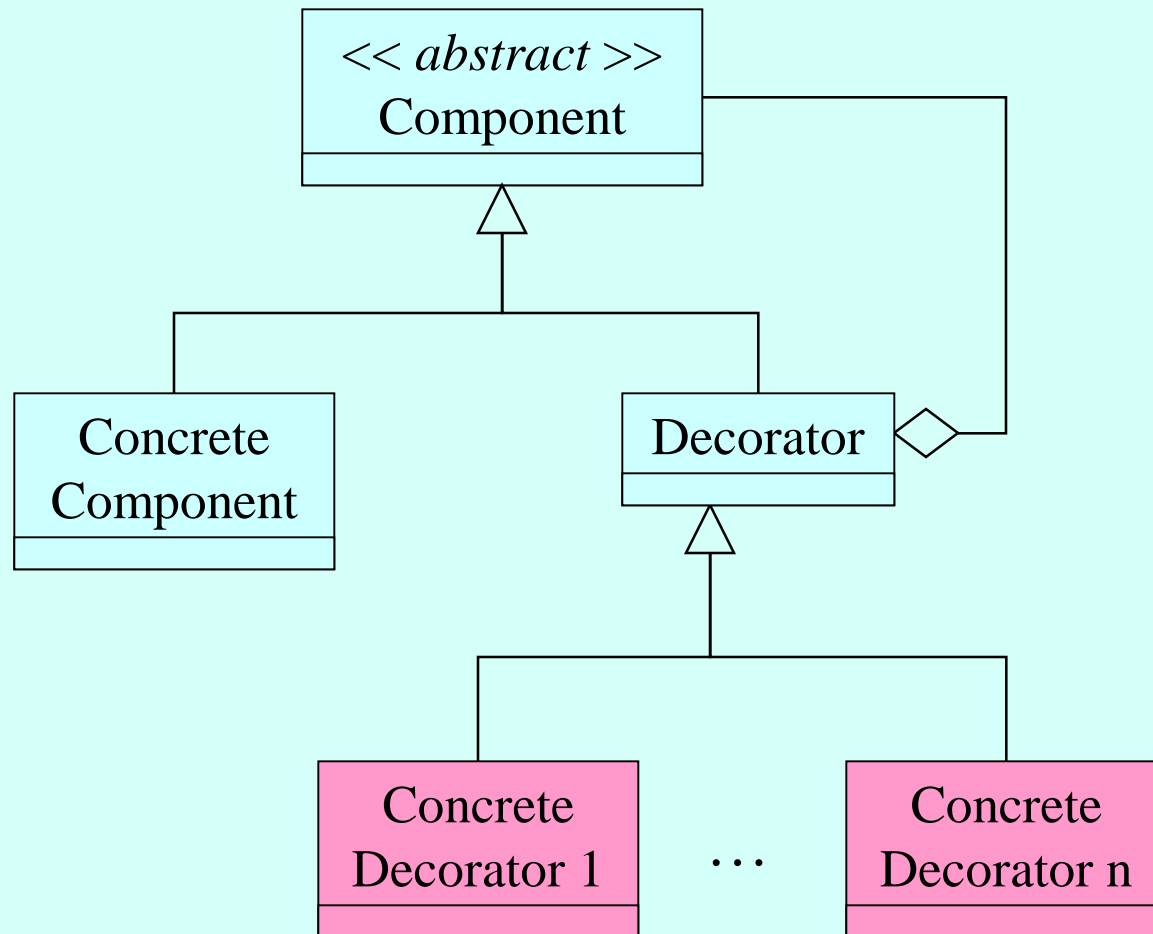 << abstract >>
Component
Concrete
Component
Decorator
Concrete
Decorator 1
…
Concrete
Decorator n